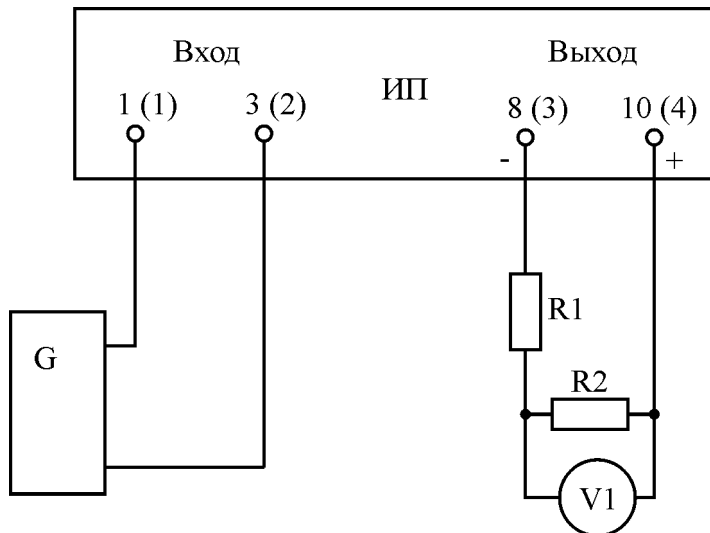 Вход
Выход
ИП
1 (1)
3 (2)
8 (3)
10 (4)
-
+
G
R1
R2
V1